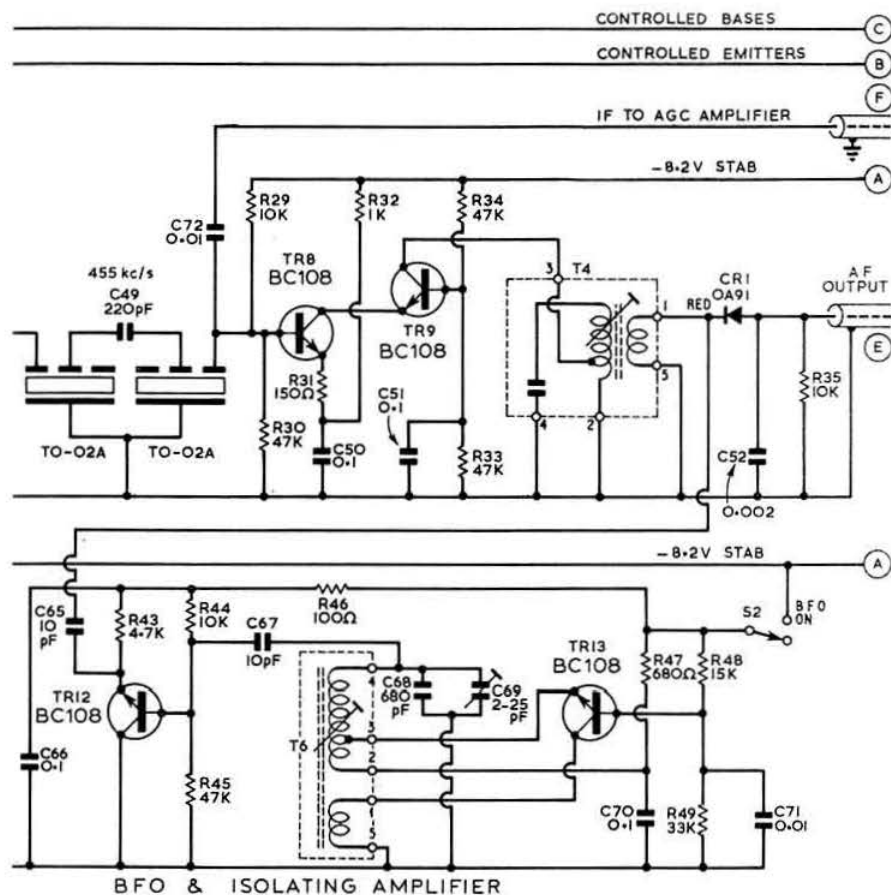 CONTROLLED BASES
C
CONTROLLED EMITTERS
B
F
IF TO AGC AMPLIFIER
-8·2V STAB
A
R29
10K
R32
1K
R34
47K
C72
0·01
TR8
BC108
3
T4
455 kc/s
C49
220pF
CR1
OA91
RED
1
AF
OUTPUT
TR9
BC108
E
R31
150Ω
C51
0·1
5
R35
10K
4
2
TO-02A
TO-02A
R30
47K
C50
0·1
R33
47K
C52
0·002
-8·2V STAB
A
C65
10
pF
R43
4·7K
R44
10K
R46
100Ω
C67
10pF
S2
BFO
ON
TR13
BC108
R47
680Ω
R48
15K
TR12
BC108
4
C68
680
pF
C69
2-25
pF
T6
3
2
C66
0·1
R45
47K
1
5
C70
0·1
R49
33K
C71
0·01
BFO & ISOLATING AMPLIFIER